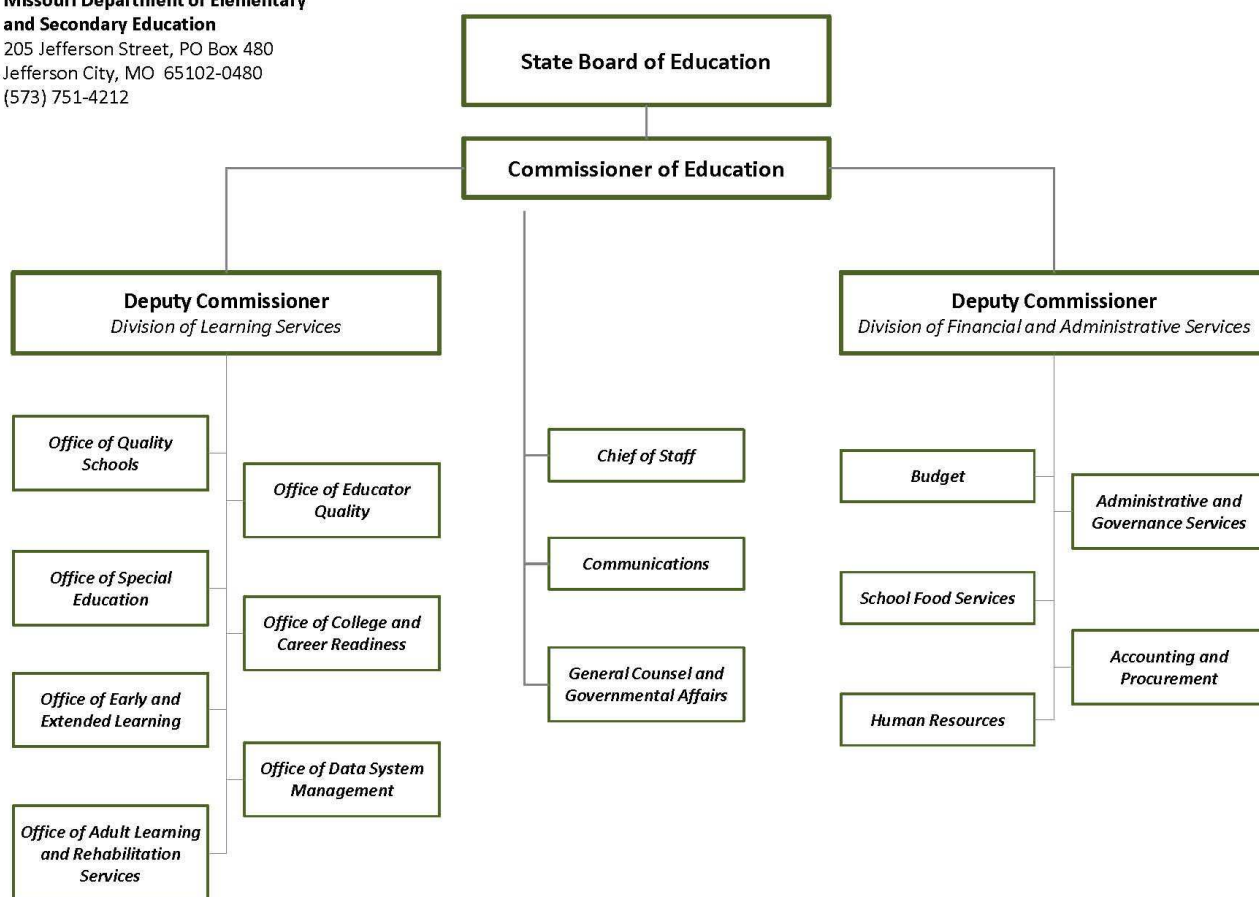 Missouri Department of Elementary
and Secondary Education
205 Jefferson Street, PO Box 480
Jefferson City, MO 65102-0480
(573) 751-4212
State Board of Education
Commissioner of Education
Deputy Commissioner
Division of Learning Services
Office of Quality
Schools
Office of Educator
Quality
Office of Special
Education
Office of College and
Career Readiness
Office of Early and
Extended Learning
Office of Data System
Management
Office of Adult Learning
and Rehabilitation
Services
Chief of Staff
Communications
General Counsel and
Governmental Affairs
Deputy Commissioner
Division of Financial and Administrative Services
Budget
Administrative and
Governance Services
School Food Services
Accounting and
Procurement
Human Resources